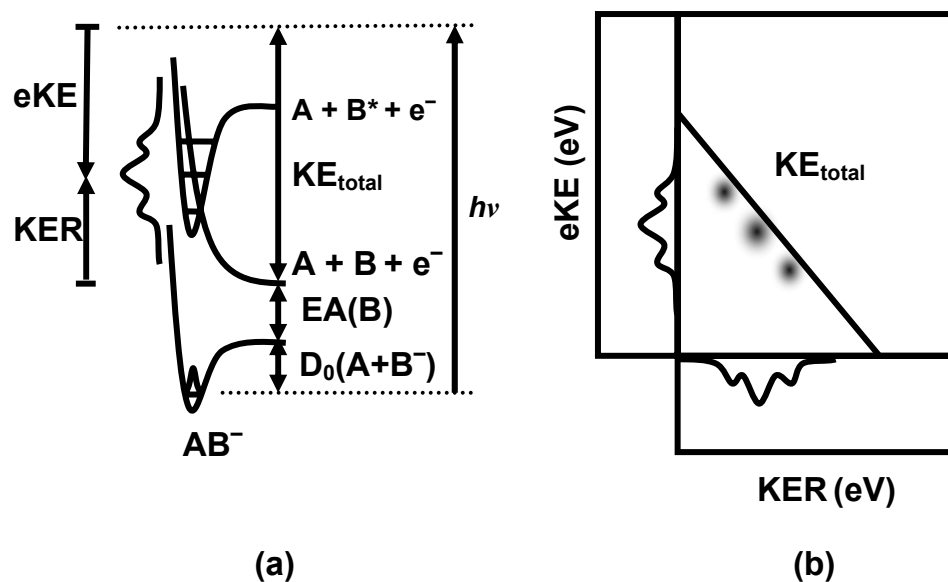 eKE
KER
A + B* + e⁻
KE_total
hν
A + B + e⁻
EA(B)
D₀(A+B⁻)
AB⁻
(a)
eKE (eV)
KE_total
KER (eV)
(b)